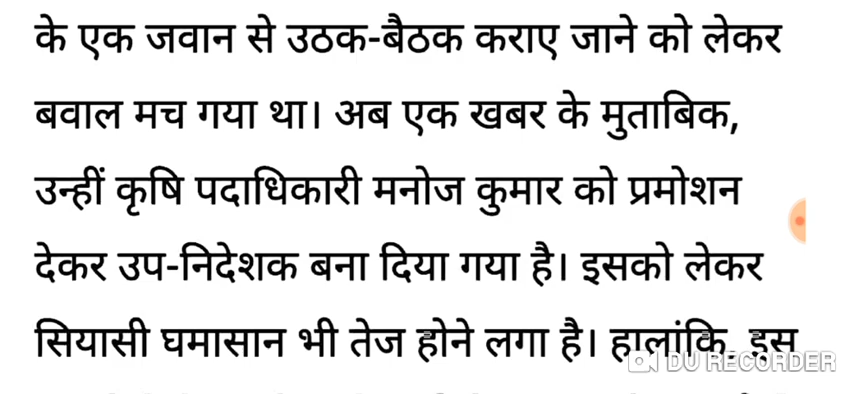 के एक जवान से उठक-बैठक कराए जाने को लेकर
बवाल मच गया था। अब एक खबर के मुताबिक,
उन्हीं कृषि पदाधिकारी मनोज कुमार को प्रमोशन
देकर उप-निदेशक बना दिया गया है। इसको लेकर
सियासी घमासान भी तेज होने लगा है। हालांकि, इस
DU RECORDER